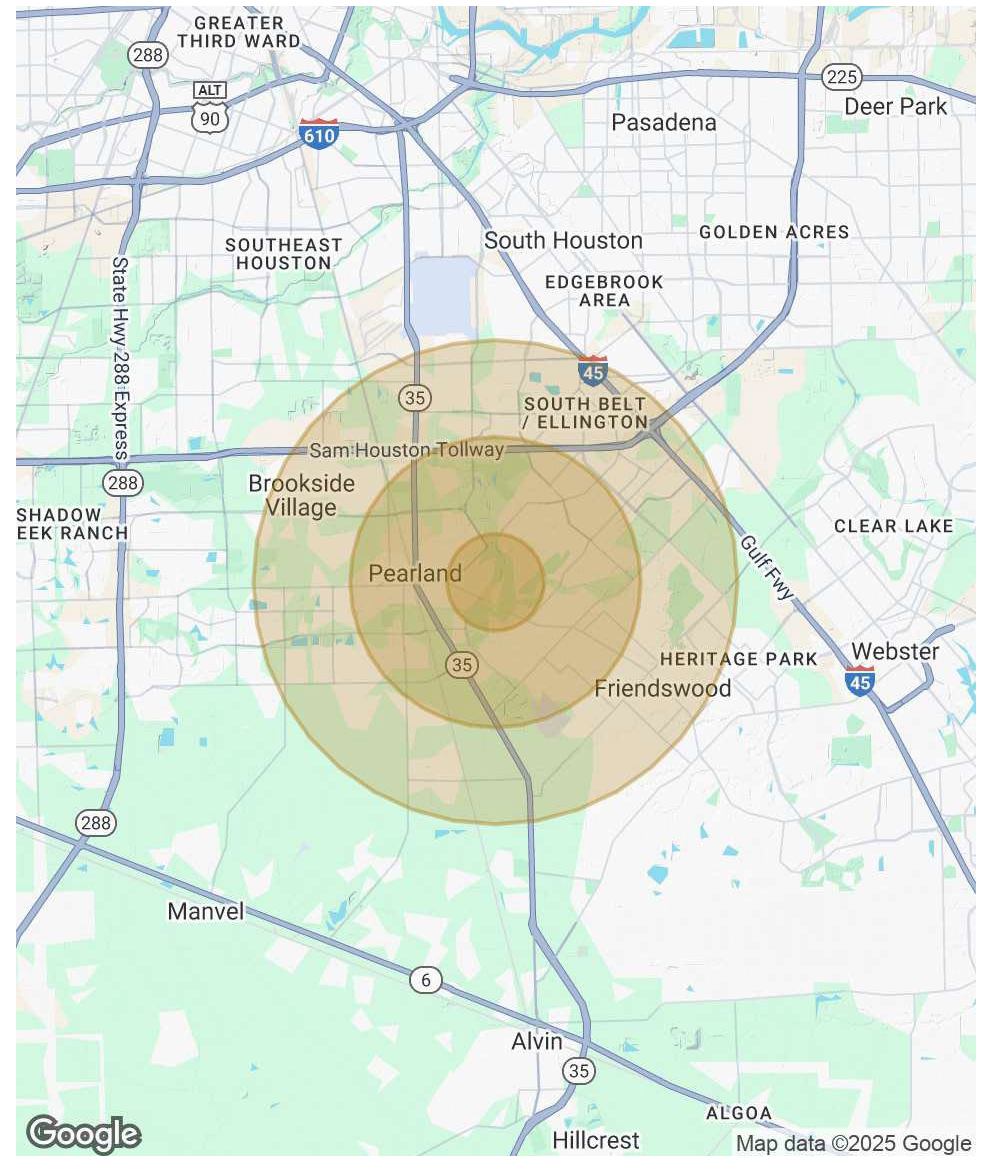 GREATER
THIRD WARD
288
ALT
90
610
225
Deer Park
Pasadena
SOUTHEAST
HOUSTON
South Houston
GOLDEN ACRES
EDGEBROOK
AREA
State Hwy 288 Express
45
35
SOUTH BELT
/ ELLINGTON
Sam Houston Tollway
288
Brookside
Village
SHADOW
EEK RANCH
CLEAR LAKE
Gulf Fwy
Pearland
35
HERITAGE PARK
Webster
45
Friendswood
288
Manvel
6
Alvin
35
ALGOA
Hillcrest
Google
Map data ©2025 Google